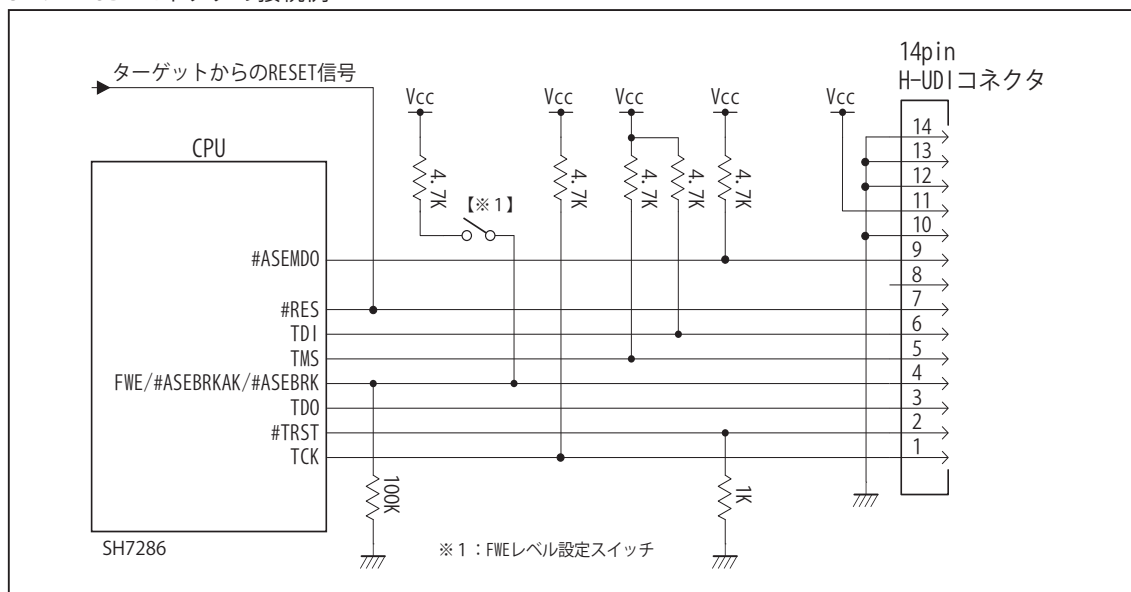 ターゲットからのRESET信号
14pin
H-UDIコネクタ
Vcc Vcc Vcc Vcc Vcc
CPU
4.7K 4.7K 4.7K 4.7K 4.7K
【※1】
14
13
12
11
10
#ASEMD0 9
8
#RES 7
TDI 6
TMS 5
FWE/#ASEBRKAK/#ASEBRK 4
TDO 3
#TRST 2
TCK 1
100K 1K
SH7286
※1：FWEレベル設定スイッチ